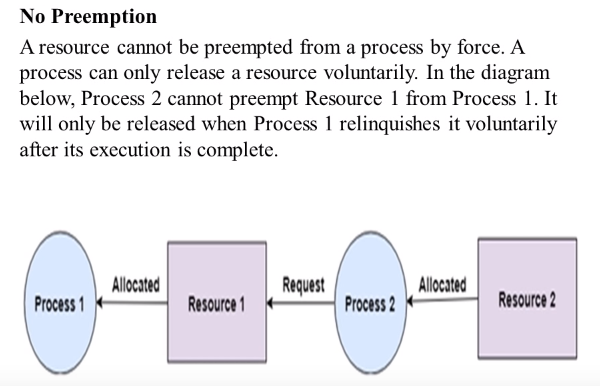 No Preemption
A resource cannot be preempted from a process by force. A
process can only release a resource voluntarily. In the diagram
below, Process 2 cannot preempt Resource 1 from Process 1. It
will only be released when Process 1 relinquishes it voluntarily
after its execution is complete.
Allocated
Request
Allocated
Process 1
Resource 1
Process 2
Resource 2